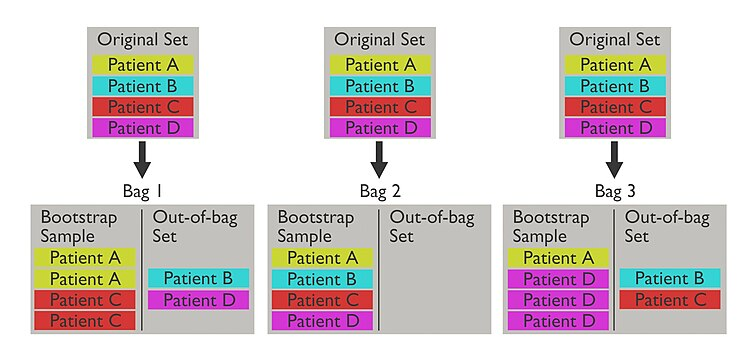 Original Set
Patient A
Patient B
Patient C
Patient D
Original Set
Patient A
Patient B
Patient C
Patient D
Original Set
Patient A
Patient B
Patient C
Patient D
Bag 1
Bootstrap
Sample
Patient A
Patient A
Patient C
Patient C
Out-of-bag
Set
Patient B
Patient D
Bag 2
Bootstrap
Sample
Patient A
Patient B
Patient C
Patient D
Out-of-bag
Set
Bag 3
Bootstrap
Sample
Patient A
Patient D
Patient D
Patient D
Out-of-bag
Set
Patient B
Patient C